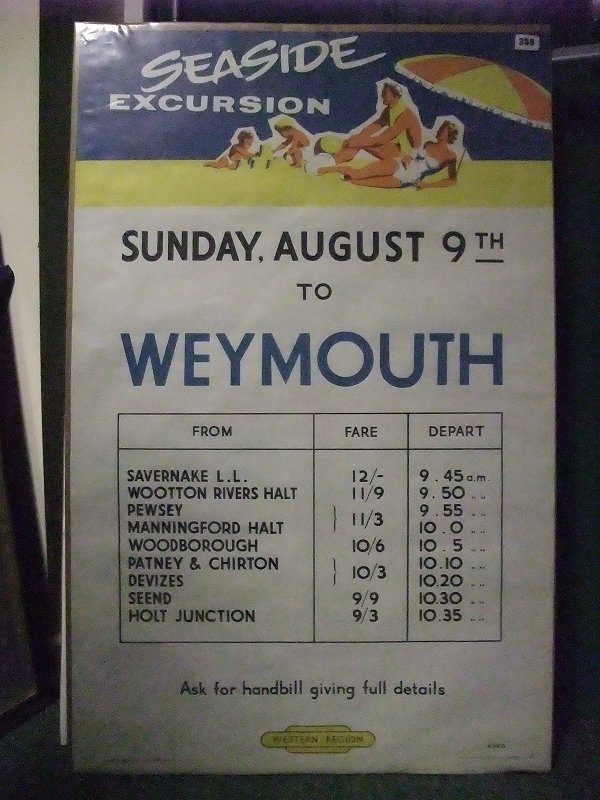 358
SEASIDE
EXCURSION
SUNDAY, AUGUST 9TH
TO
WEYMOUTH
FROM FARE DEPART
SAVERNAKE L.L. 12/- 9.45 a.m.
WOOTTON RIVERS HALT 11/9 9.50 ,, ,,
PEWSEY } 11/3 9.55 ,, ,,
MANNINGFORD HALT 10.0 ,, ,,
WOODBOROUGH 10/6 10.5 ,, ,,
PATNEY & CHIRTON } 10/3 10.10 ,, ,,
DEVIZES 10.20 ,, ,,
SEEND 9/9 10.30 ,, ,,
HOLT JUNCTION 9/3 10.35 ,, ,,
Ask for handbill giving full details
WESTERN REGION